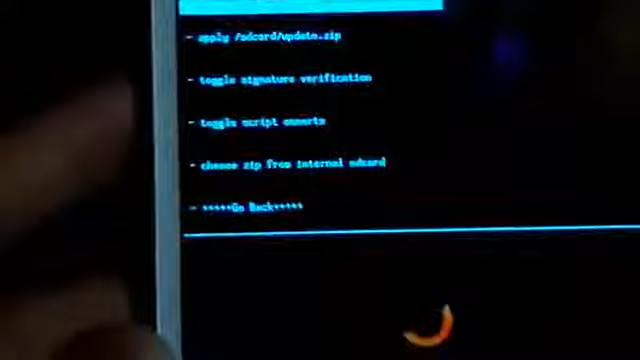 - apply /sdcard/update.zip
- toggle signature verification
- toggle script asserts
- choose zip from internal sdcard
- +++++Go Back+++++